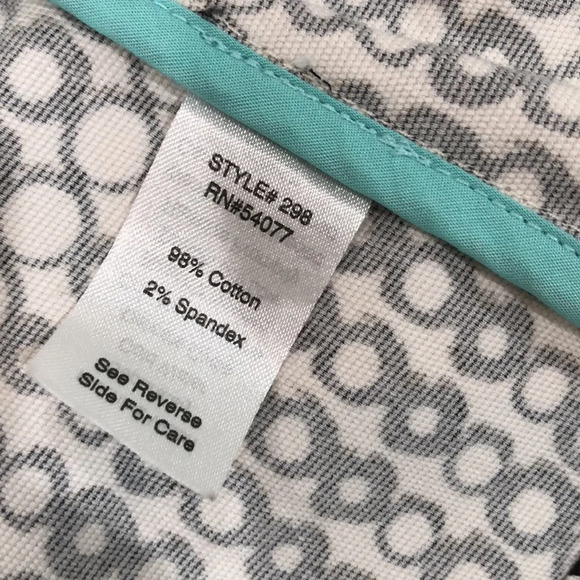 STYLE# 298
RN#54077
98% Cotton
2% Spandex
See Reverse
Side For Care